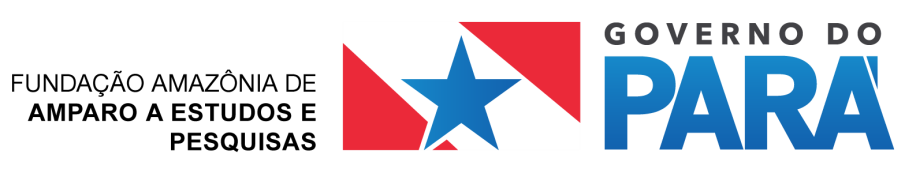 FUNDAÇÃO AMAZÔNIA DE
AMPARO A ESTUDOS E
PESQUISAS
GOVERNO DO
PARÁ